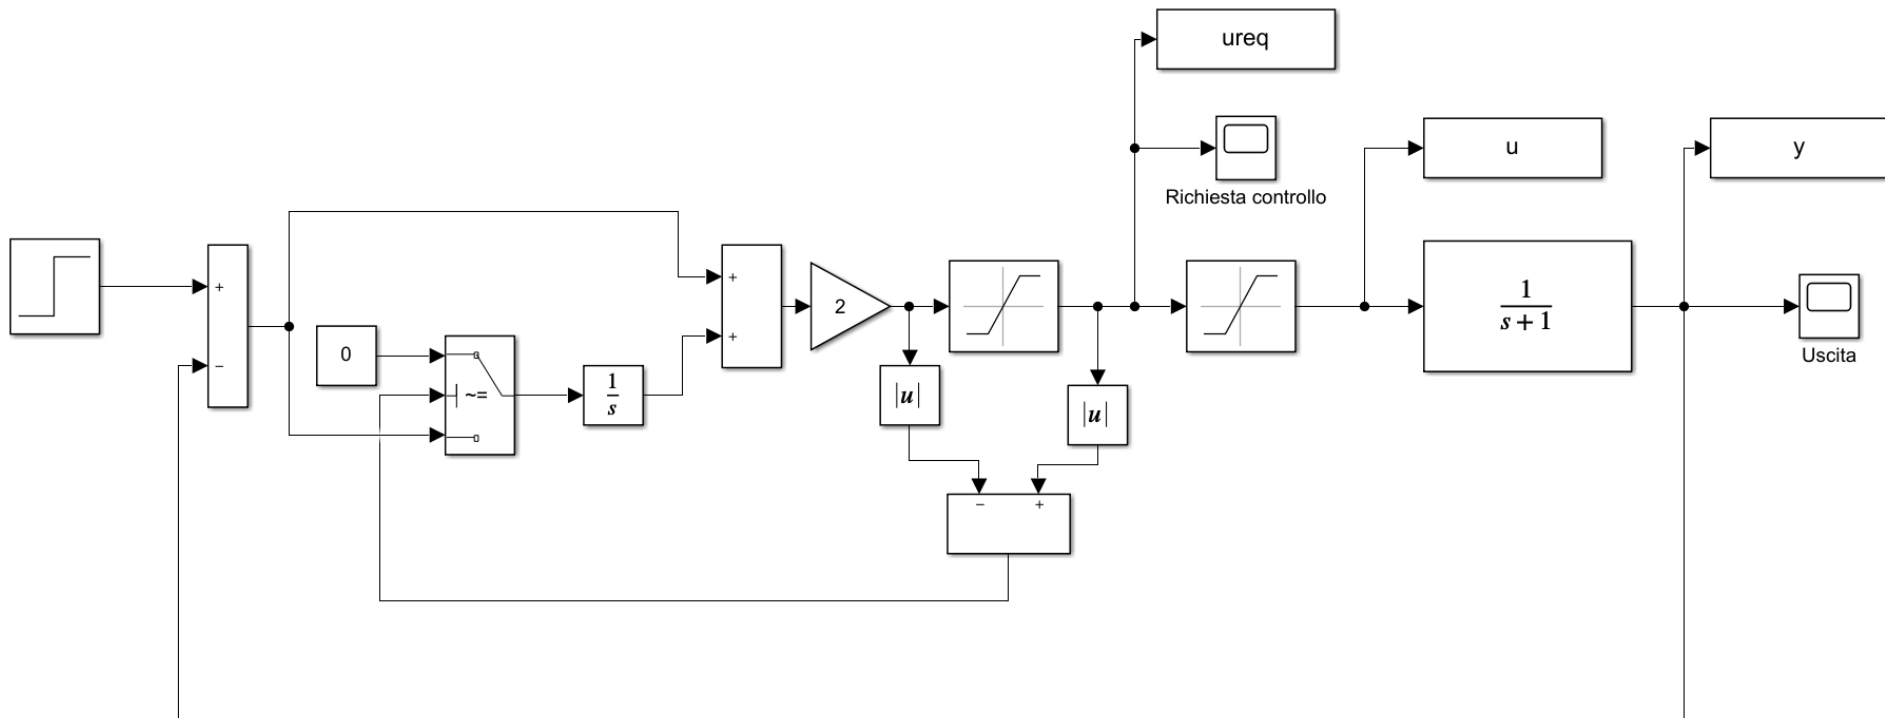 ureq
Richiesta controllo
u
y
+
−
0
~=
1
s
+
+
2
|u|
|u|
1
s + 1
Uscita
− +